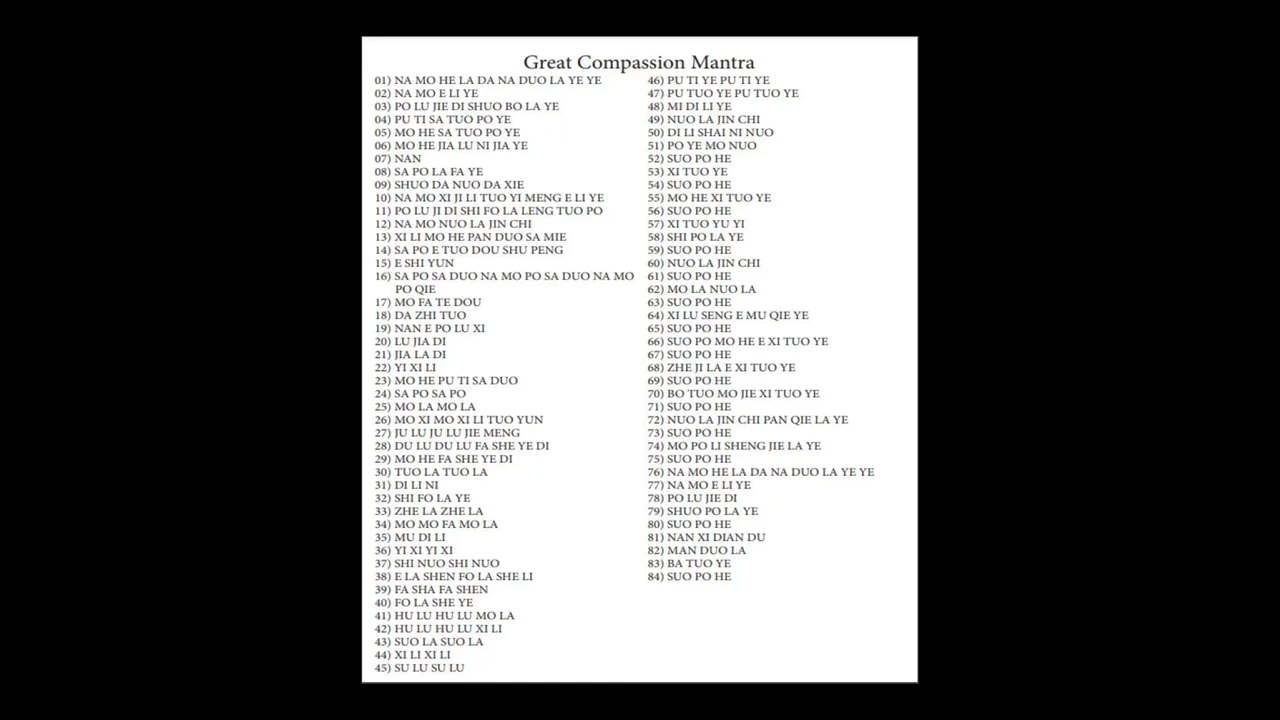 Great Compassion Mantra
01) NA MO HE LA DA NA DUO LA YE YE
02) NA MO E LI YE
03) PO LU JIE DI SHUO BO LA YE
04) PU TI SA TUO PO YE
05) MO HE SA TUO PO YE
06) MO HE JIA LU NI JIA YE
07) NAN
08) SA PO LA FA YE
09) SHUO DA NUO DA XIE
10) NA MO XI JI LI TUO YI MENG E LI YE
11) PO LU JI DI SHI FO LA LENG TUO PO
12) NA MO NUO LA JIN CHI
13) XI LI MO HE PAN DUO SA MIE
14) SA PO E TUO DOU SHU PENG
15) E SHI YUN
16) SA PO SA DUO NA MO PO SA DUO NA MO
PO QIE
17) MO FA TE DOU
18) DA ZHI TUO
19) NAN E PO LU XI
20) LU JIA DI
21) JIA LA DI
22) YI XI LI
23) MO HE PU TI SA DUO
24) SA PO SA PO
25) MO LA MO LA
26) MO XI MO XI LI TUO YUN
27) JU LU JU LU JIE MENG
28) DU LU DU LU FA SHE YE DI
29) MO HE FA SHE YE DI
30) TUO LA TUO LA
31) DI LI NI
32) SHI FO LA YE
33) ZHE LA ZHE LA
34) MO MO FA MO LA
35) MU DI LI
36) YI XI YI XI
37) SHI NUO SHI NUO
38) E LA SHEN FO LA SHE LI
39) FA SHA FA SHEN
40) FO LA SHE YE
41) HU LU HU LU MO LA
42) HU LU HU LU XI LI
43) SUO LA SUO LA
44) XI LI XI LI
45) SU LU SU LU
46) PU TI YE PU TI YE
47) PU TUO YE PU TUO YE
48) MI DI LI YE
49) NUO LA JIN CHI
50) DI LI SHAI NI NUO
51) PO YE MO NUO
52) SUO PO HE
53) XI TUO YE
54) SUO PO HE
55) MO HE XI TUO YE
56) SUO PO HE
57) XI TUO YU YI
58) SHI PO LA YE
59) SUO PO HE
60) NUO LA JIN CHI
61) SUO PO HE
62) MO LA NUO LA
63) SUO PO HE
64) XI LU SENG E MU QIE YE
65) SUO PO HE
66) SUO PO MO HE E XI TUO YE
67) SUO PO HE
68) ZHE JI LA E XI TUO YE
69) SUO PO HE
70) BO TUO MO JIE XI TUO YE
71) SUO PO HE
72) NUO LA JIN CHI PAN QIE LA YE
73) SUO PO HE
74) MO PO LI SHENG JIE LA YE
75) SUO PO HE
76) NA MO HE LA DA NA DUO LA YE YE
77) NA MO E LI YE
78) PO LU JIE DI
79) SHUO PO LA YE
80) SUO PO HE
81) NAN XI DIAN DU
82) MAN DUO LA
83) BA TUO YE
84) SUO PO HE